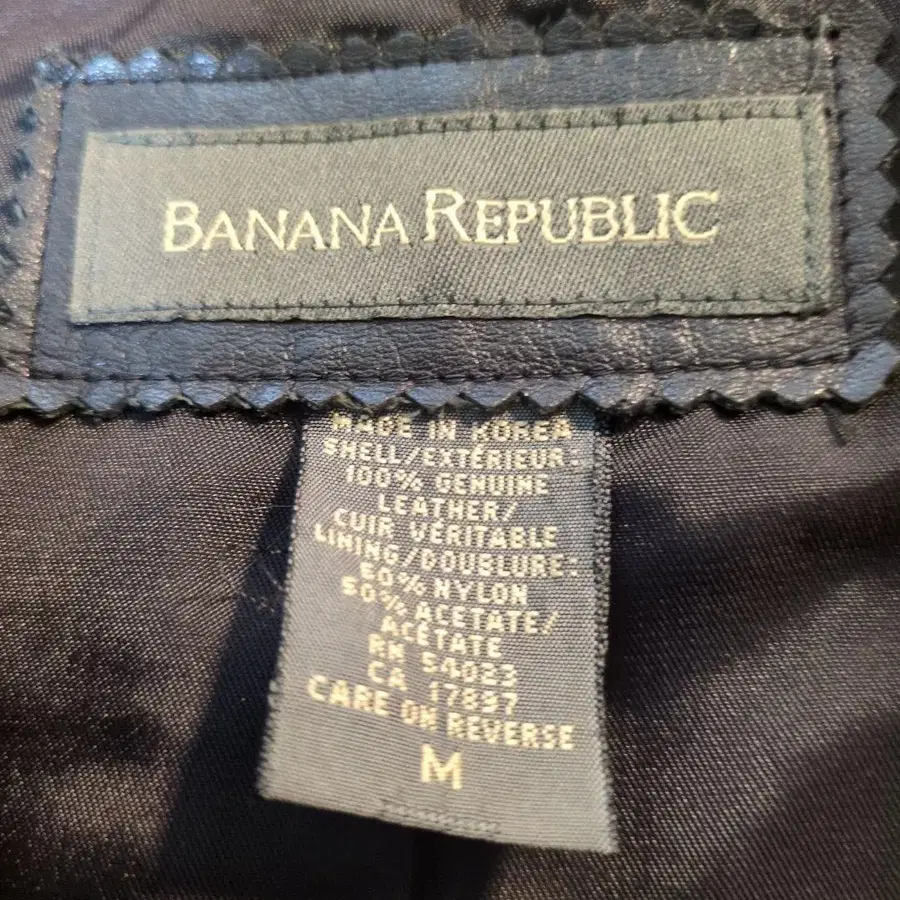 BANANA REPUBLIC
MADE IN KOREA
SHELL/EXTÉRIEUR:
100% GENUINE
LEATHER/
CUIR VÉRITABLE
LINING/DOUBLURE:
50% NYLON
50% ACETATE/
ACÉTATE
RN 54023
CA 17897
CARE ON REVERSE
M